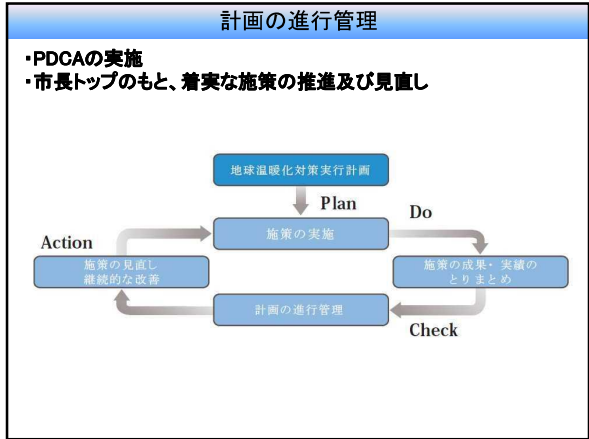 計画の進行管理
・PDCAの実施
・市長トップのもと、着実な施策の推進及び見直し
地球温暖化対策実行計画
Plan
Do
施策の実施
Action
施策の見直し
継続的な改善
施策の成果・実績の
とりまとめ
計画の進行管理
Check